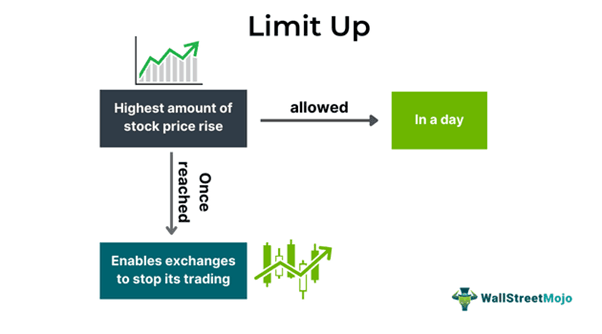 Limit Up
Highest amount of
stock price rise
allowed
In a day
Once
reached
Enables exchanges
to stop its trading
WallStreetMojo